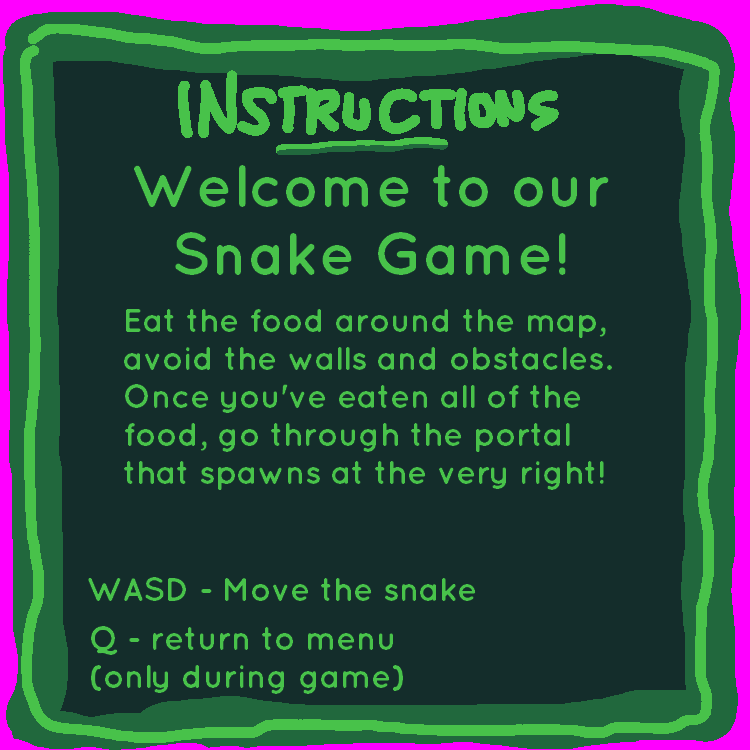 INSTRUCTIONS
Welcome to our
Snake Game!
Eat the food around the map,
avoid the walls and obstacles.
Once you've eaten all of the
food, go through the portal
that spawns at the very right!
WASD - Move the snake
Q - return to menu
(only during game)